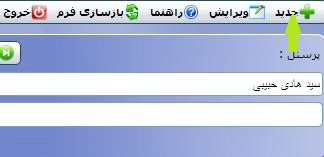 جدید ویرایش راهنما بازسازی فرم خروج
پرسنل :
سید هادی حبیبی